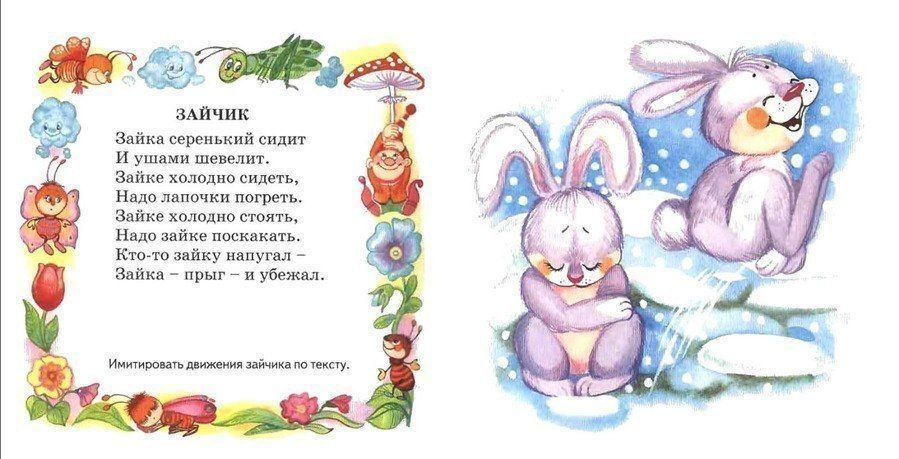 ЗАЙЧИК
Зайка серенький сидит
И ушами шевелит.
Зайке холодно сидеть,
Надо лапочки погреть.
Зайке холодно стоять,
Надо зайке поскакать.
Кто-то зайку напугал –
Зайка – прыг – и убежал.
Имитировать движения зайчика по тексту.